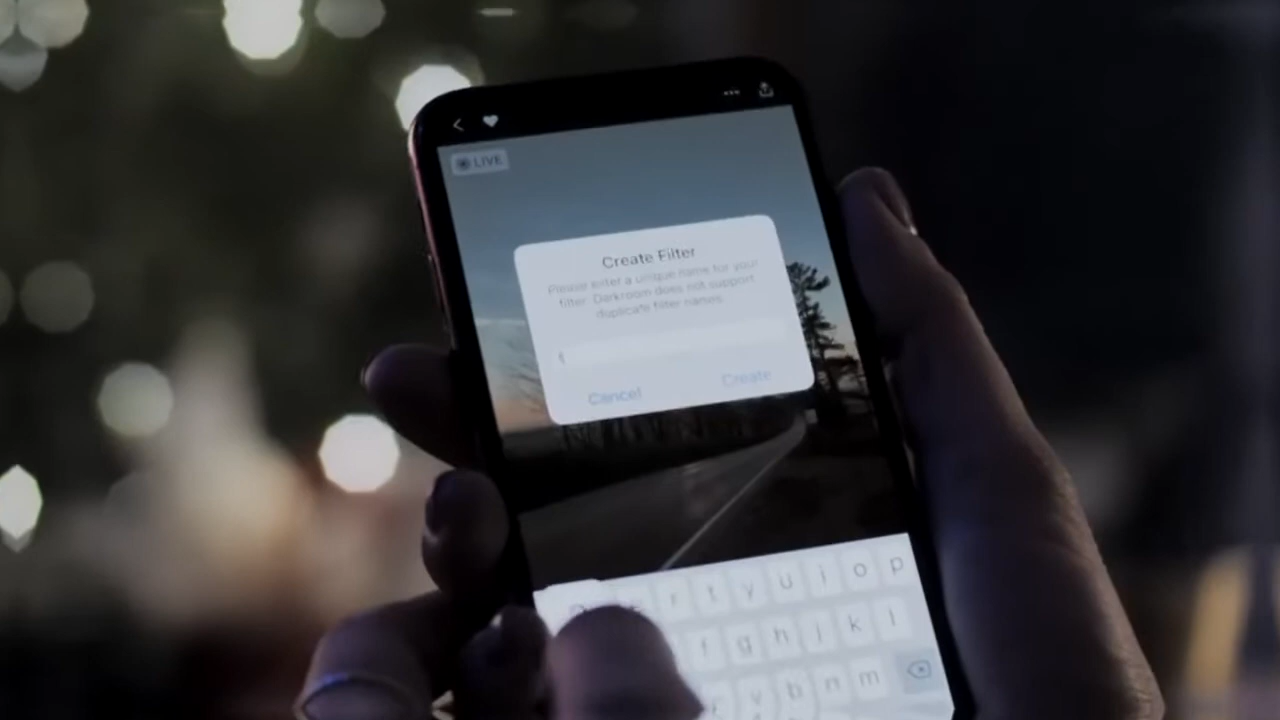 LIVE
Create Filter
Please enter a unique name for your
filter. Darkroom does not support
duplicate filter names.
Cancel
Create
r t y u i o p
f g h j k l
v b n m